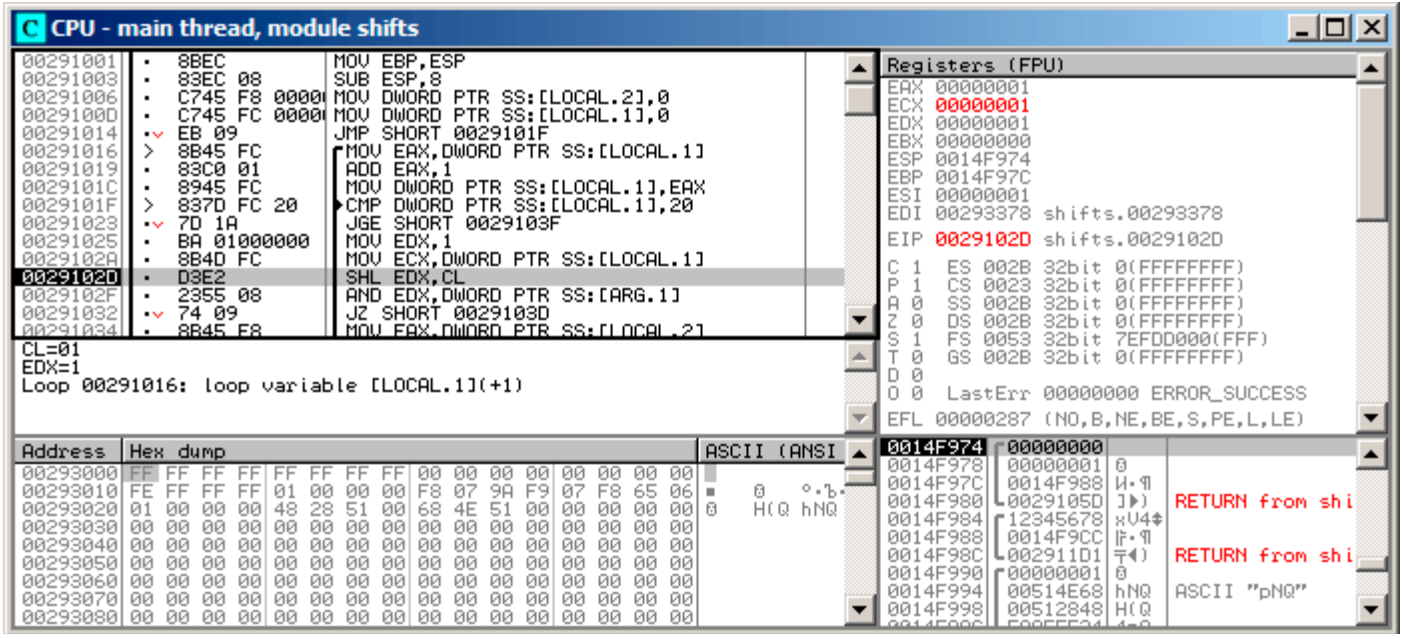 CPU - main thread, module shifts
00291001 8BEC MOV EBP,ESP
00291003 83EC 08 SUB ESP,8
00291006 C745 F8 0000 MOV DWORD PTR SS:[LOCAL.2],0
0029100D C745 FC 0000 MOV DWORD PTR SS:[LOCAL.1],0
00291014 EB 09 JMP SHORT 0029101F
00291016 > 8B45 FC MOV EAX,DWORD PTR SS:[LOCAL.1]
00291019 83C0 01 ADD EAX,1
0029101C 8945 FC MOV DWORD PTR SS:[LOCAL.1],EAX
0029101F > 837D FC 20 CMP DWORD PTR SS:[LOCAL.1],20
00291023 7D 1A JGE SHORT 0029103F
00291025 BA 01000000 MOV EDX,1
0029102A 8B4D FC MOV ECX,DWORD PTR SS:[LOCAL.1]
0029102D D3E2 SHL EDX,CL
0029102F 2355 08 AND EDX,DWORD PTR SS:[ARG.1]
00291032 74 09 JZ SHORT 0029103D
00291034 8B45 F8 MOV EAX,DWORD PTR SS:[LOCAL.2]
CL=01
EDX=1
Loop 00291016: loop variable [LOCAL.1](+1)
Registers (FPU)
EAX 00000001
ECX 00000001
EDX 00000001
EBX 00000000
ESP 0014F974
EBP 0014F97C
ESI 00000001
EDI 00293378 shifts.00293378
EIP 0029102D shifts.0029102D
C 1 ES 002B 32bit 0(FFFFFFFF)
P 1 CS 0023 32bit 0(FFFFFFFF)
A 0 SS 002B 32bit 0(FFFFFFFF)
Z 0 DS 002B 32bit 0(FFFFFFFF)
S 1 FS 0053 32bit 7EFDD000(FFF)
T 0 GS 002B 32bit 0(FFFFFFFF)
D 0
O 0 LastErr 00000000 ERROR_SUCCESS
EFL 00000287 (NO,B,NE,BE,S,PE,L,LE)
Address Hex dump ASCII (ANSI
00293000 FF FF FF FF FF FF FF FF 00 00 00 00 00 00 00 00
00293010 FE FF FF FF 01 00 00 00 F8 07 9A F9 07 F8 65 06
00293020 01 00 00 00 48 28 51 00 68 4E 51 00 00 00 00 00 H(Q hNQ
00293030 00 00 00 00 00 00 00 00 00 00 00 00 00 00 00 00
00293040 00 00 00 00 00 00 00 00 00 00 00 00 00 00 00 00
00293050 00 00 00 00 00 00 00 00 00 00 00 00 00 00 00 00
00293060 00 00 00 00 00 00 00 00 00 00 00 00 00 00 00 00
00293070 00 00 00 00 00 00 00 00 00 00 00 00 00 00 00 00
00293080 00 00 00 00 00 00 00 00 00 00 00 00 00 00 00 00
0014F974 00000000
0014F978 00000001
0014F97C 0014F988
0014F980 0029105D RETURN from shi
0014F984 12345678 xV4
0014F988 0014F9CC
0014F98C 002911D1 RETURN from shi
0014F990 00000001
0014F994 00514E68 hNQ ASCII "pNQ"
0014F998 00512848 H(Q